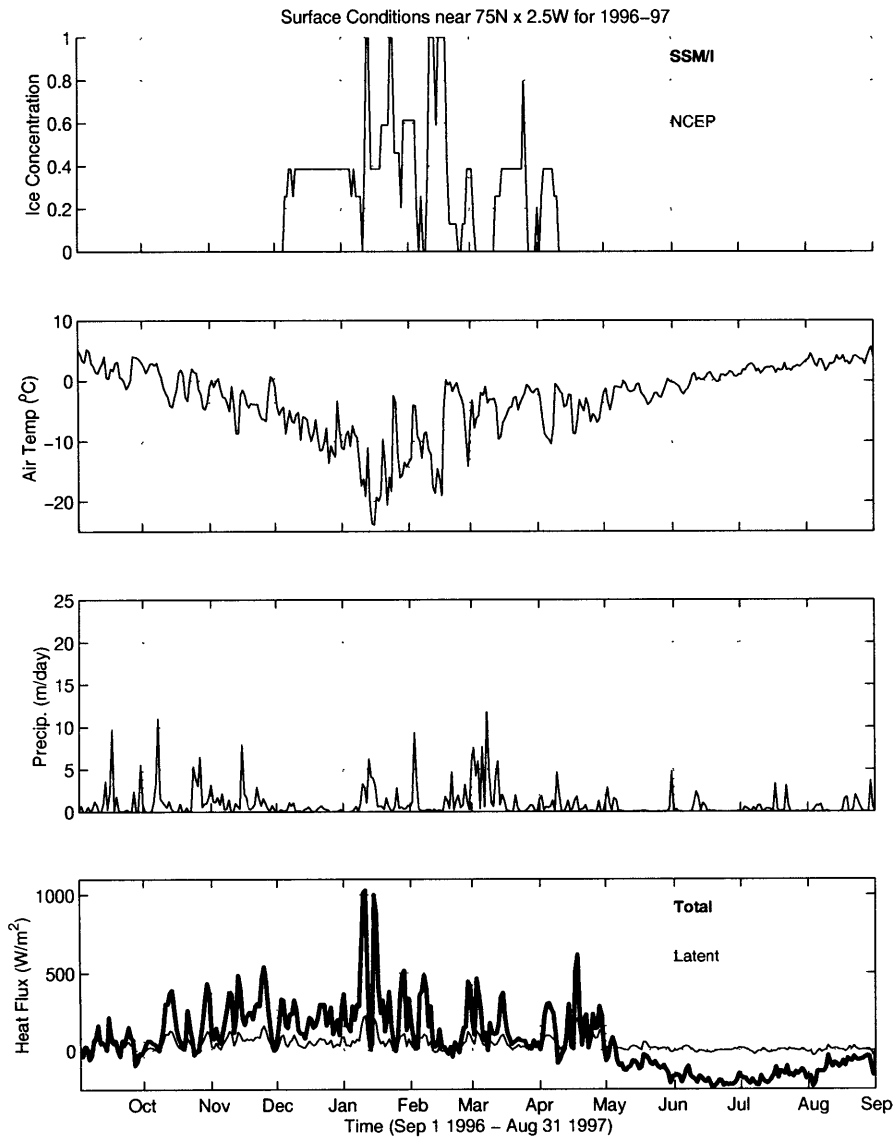 Surface Conditions near 75N x 2.5W for 1996–97
1
0.8
0.6
0.4
0.2
0
Ice Concentration
SSM/I
NCEP
10
0
−10
−20
Air Temp (ºC)
25
20
15
10
5
0
Precip. (m/day)
1000
500
0
Heat Flux (W/m²)
Total
Latent
Oct Nov Dec Jan Feb Mar Apr May Jun Jul Aug Sep
Time (Sep 1 1996 – Aug 31 1997)